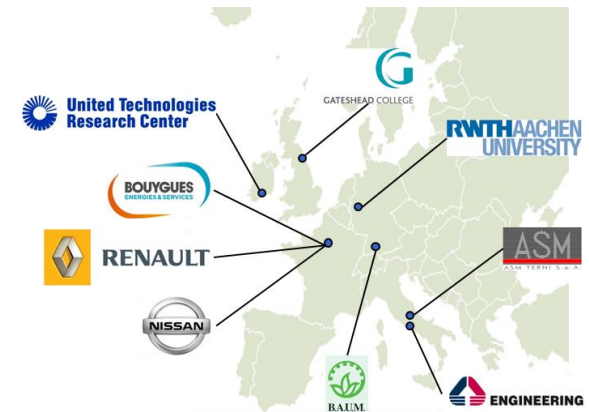 GATESHEAD COLLEGE
United Technologies
Research Center
RWTHAACHEN
UNIVERSITY
BOUYGUES
ENERGIES & SERVICES
RENAULT
ASM
ASM TERNI S.p.A.
NISSAN
B.A.U.M.
ENGINEERING